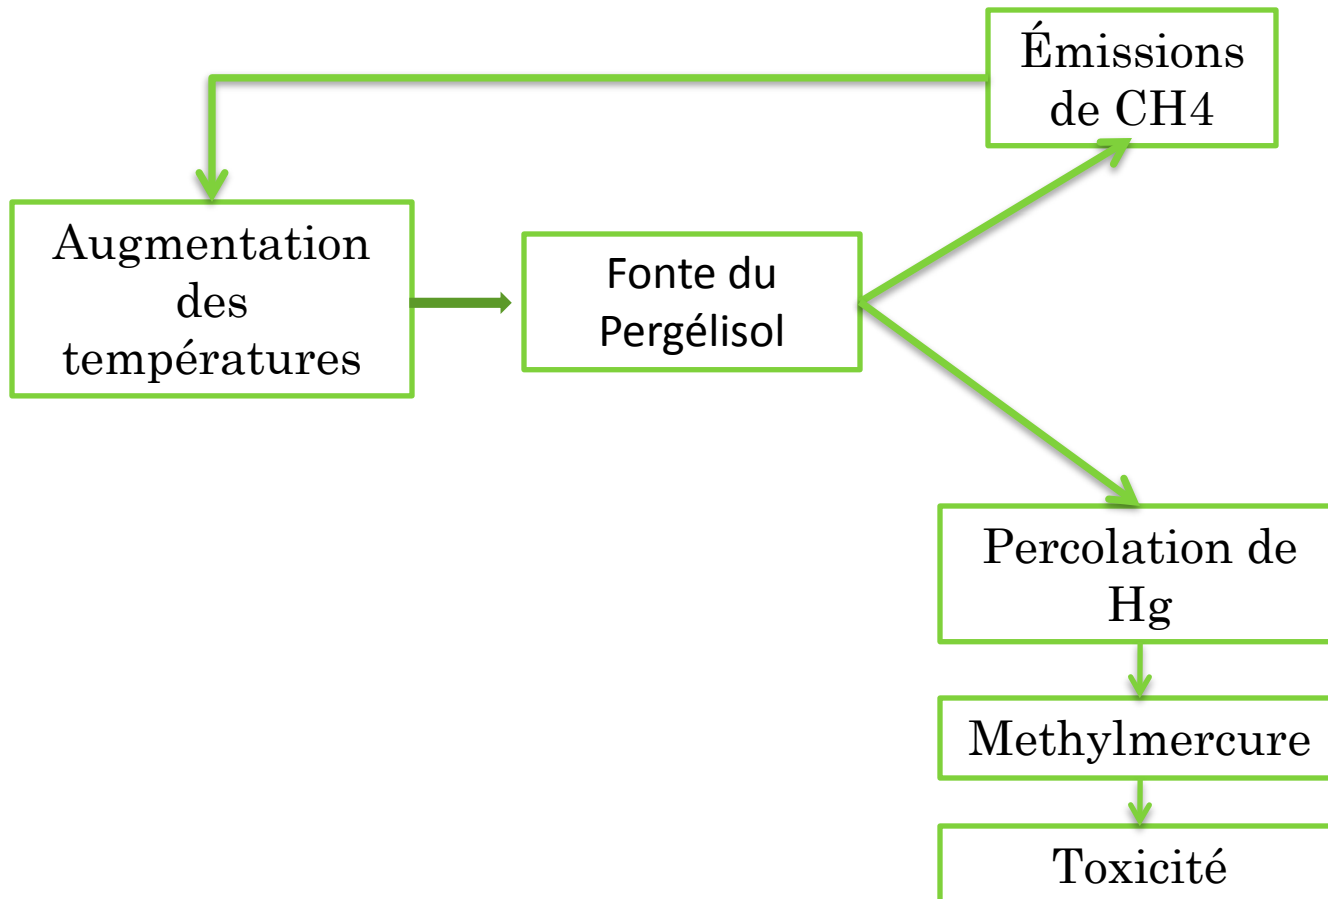 Émissions
de CH4
Augmentation
des
températures
Fonte du
Pergélisol
Percolation de
Hg
Methylmercure
Toxicité